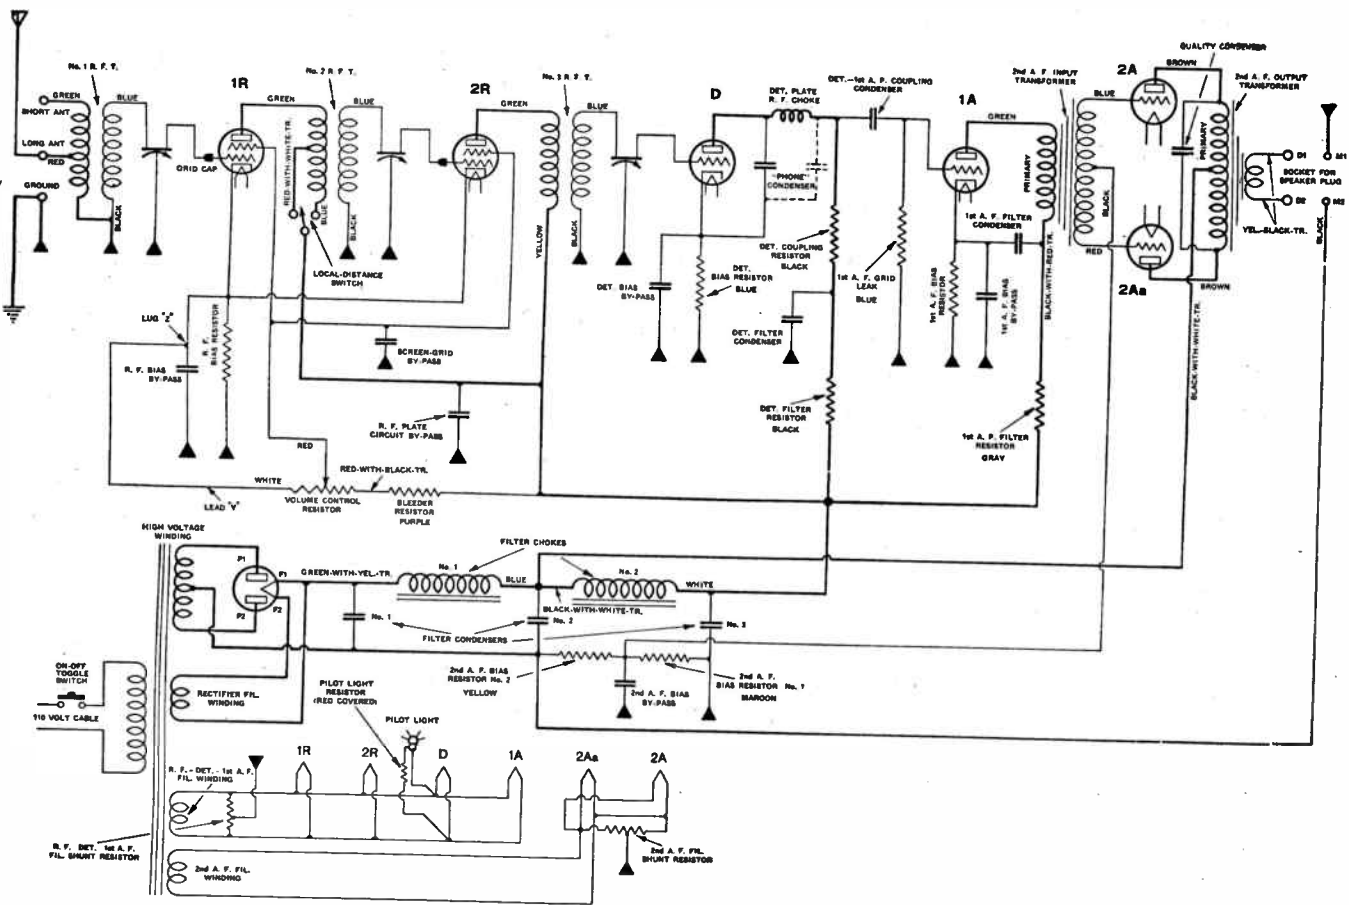 QUALITY CONDENSER
No. 1 R. F. T.
1R
No. 2 R F T.
2R
No. 3 R F T.
D
DET. PLATE
R. F. CHOKE
DET.-1st A. F. COUPLING
CONDENSER
1A
2nd A F INPUT
TRANSFORMER
2A
BROWN
2nd A. F. OUTPUT
TRANSFORMER
GREEN
SHORT ANT
LONG ANT
RED
GROUND
BLUE
BLACK
GRID CAP
GREEN
RED-WITH-WHITE-TR.
BLUE
BLUE
BLACK
LOCAL-DISTANCE
SWITCH
GREEN
YELLOW
BLUE
BLACK
"PHONE"
CONDENSER
DET. COUPLING
RESISTOR
BLACK
DET.
BIAS RESISTOR
BLUE
DET. BIAS
BY-PASS
DET. FILTER
CONDENSER
1st A. F. GRID
LEAK
BLUE
GREEN
PRIMARY
1st A. F. FILTER
CONDENSER
1st A. F. BIAS
RESISTOR
1st A. F. BIAS
BY-PASS
BLACK-WITH-RED-TR.
BLUE
BLACK
RED
2Aa
BROWN
PRIMARY
BLACK-WITH-WHITE-TR.
D1
M1
SOCKET FOR
SPEAKER PLUG
D2
M2
YEL.-BLACK-TR.
BLACK
LUG "Z"
R. F.
BIAS RESISTOR
R. F. BIAS
BY-PASS
SCREEN-GRID
BY-PASS
R. F. PLATE
CIRCUIT BY-PASS
DET. FILTER
RESISTOR
BLACK
1st A. F. FILTER
RESISTOR
GRAY
RED
WHITE
RED-WITH-BLACK-TR.
LEAD "A"
VOLUME CONTROL
RESISTOR
BLEEDER
RESISTOR
PURPLE
HIGH VOLTAGE
WINDING
P1
F1
F2
P2
GREEN-WITH-YEL.-TR.
FILTER CHOKES
No. 1
BLUE
No. 2
WHITE
BLACK-WITH-WHITE-TR.
No. 1
FILTER CONDENSERS
No. 2
No. 3
2nd A. F. BIAS
RESISTOR No. 2
YELLOW
2nd A. F. BIAS
BY-PASS
2nd A. F.
BIAS RESISTOR No. 1
MAROON
ON-OFF
TOGGLE
SWITCH
110 VOLT CABLE
RECTIFIER FIL.
WINDING
PILOT LIGHT
RESISTOR
(RED COVERED)
PILOT LIGHT
1R
2R
D
1A
2Aa
2A
R. F. - DET. - 1st A. F.
FIL. WINDING
R. F. DET. 1st A. F.
FIL. SHUNT RESISTOR
2nd A. F. FIL.
WINDING
2nd A. F. FIL.
SHUNT RESISTOR